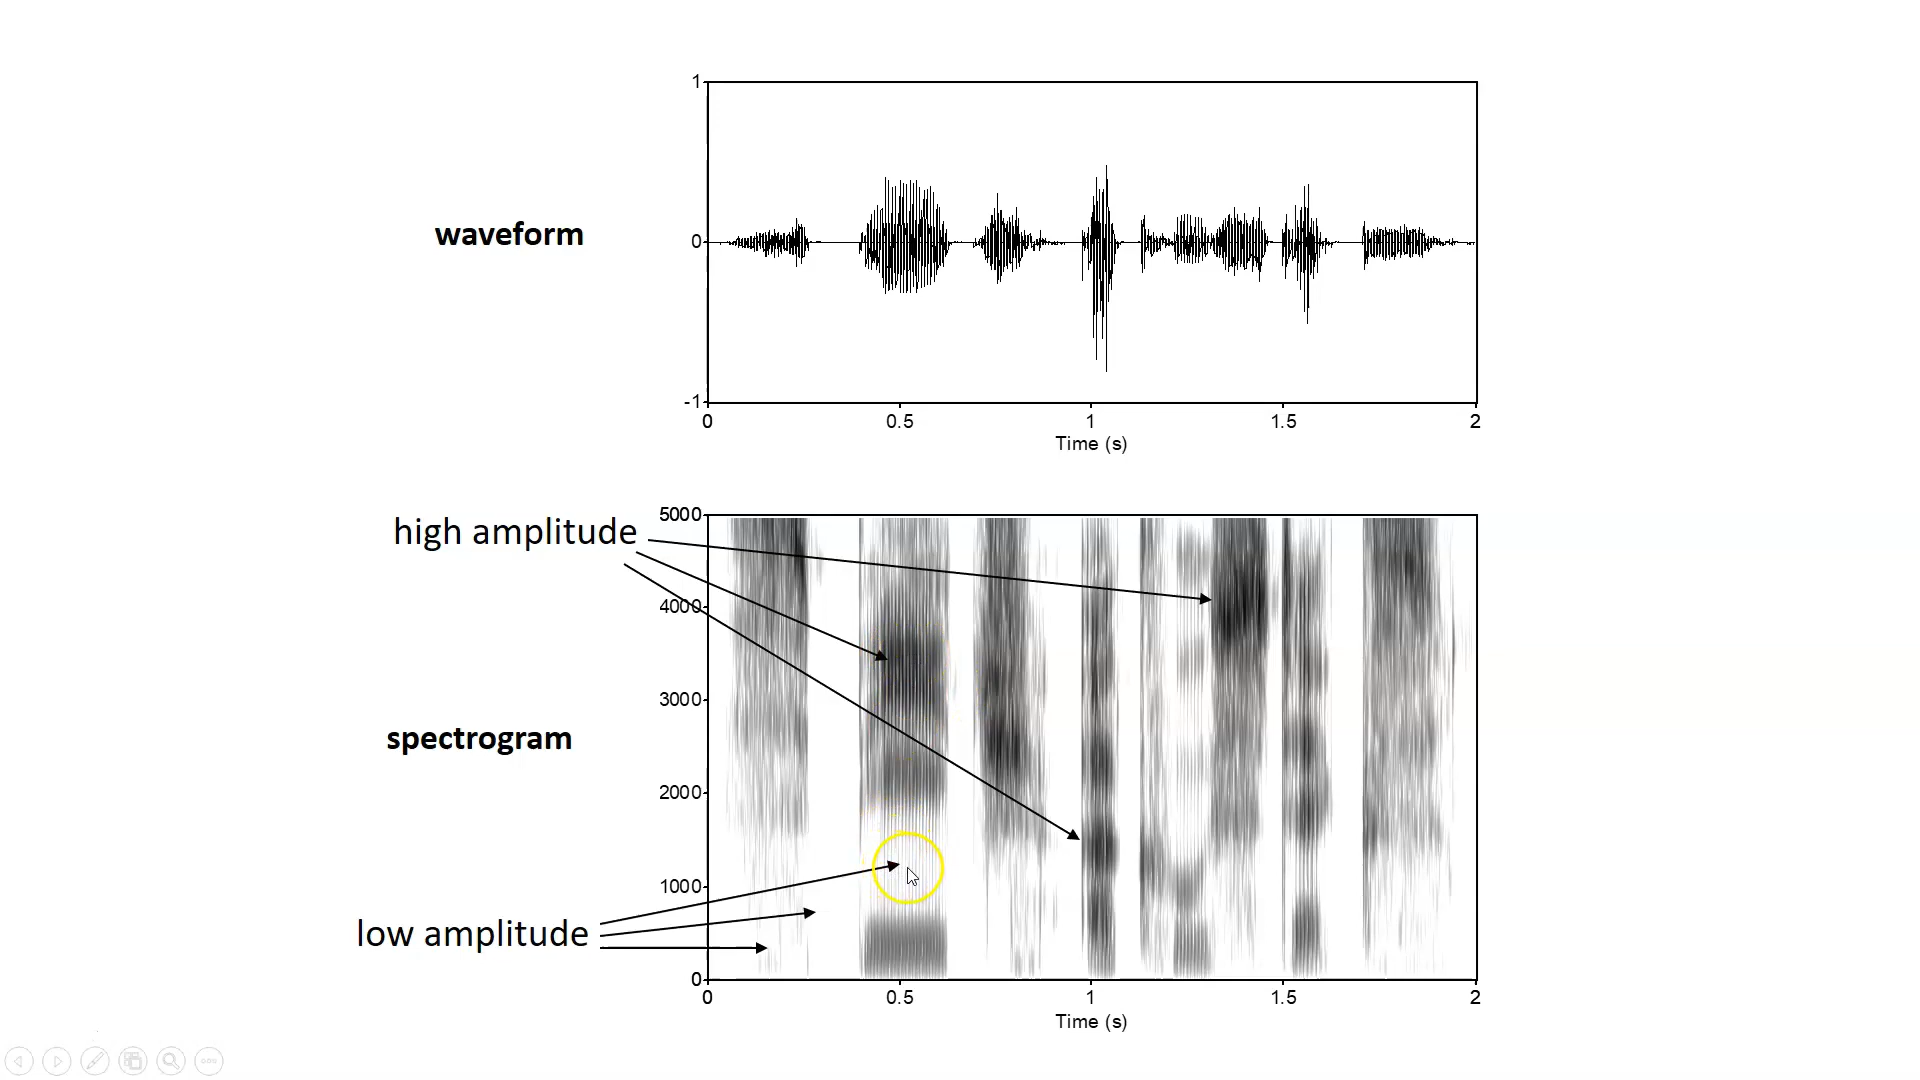 1
waveform
0
-1
0 0.5 1 1.5 2
Time (s)
high amplitude
5000
4000
3000
spectrogram
2000
1000
low amplitude
0
0 0.5 1 1.5 2
Time (s)